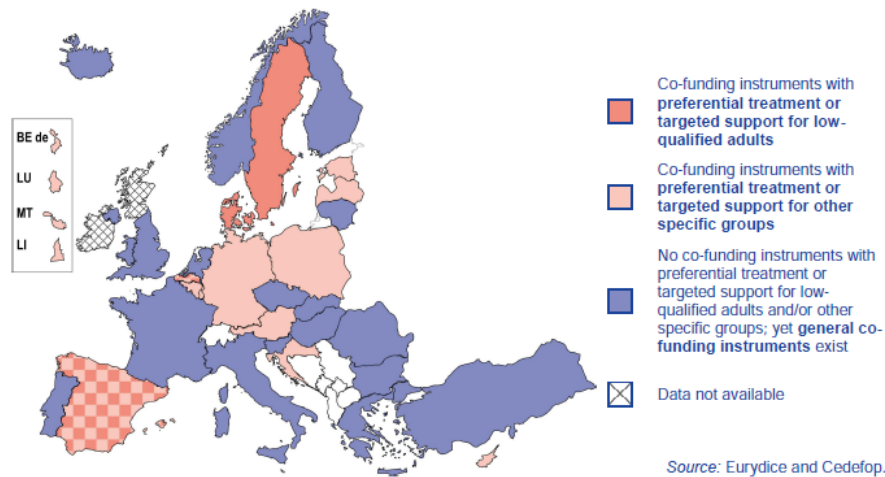 BE de
LU
MT
LI
Co-funding instruments with
preferential treatment or
targeted support for low-
qualified adults
Co-funding instruments with
preferential treatment or
targeted support for other
specific groups
No co-funding instruments with
preferential treatment or
targeted support for low-
qualified adults and/or other
specific groups; yet general co-
funding instruments exist
Data not available
Source: Eurydice and Cedefop.